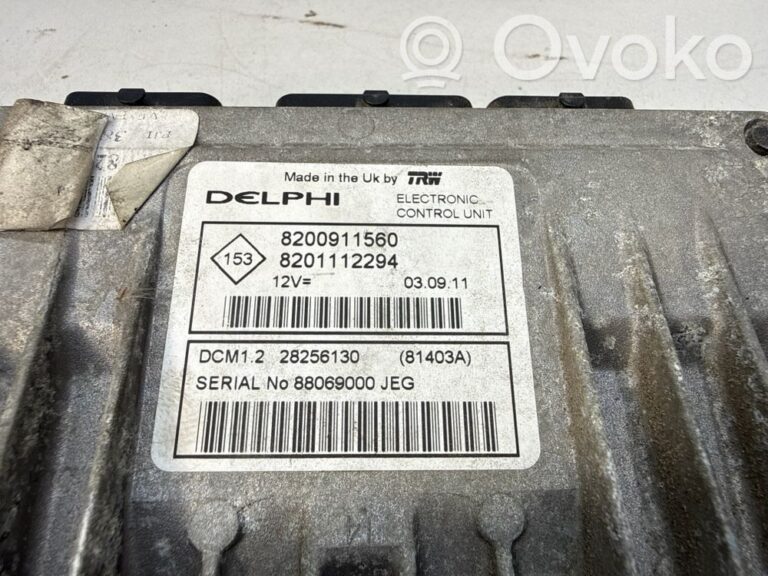 Ovoko
Made in the Uk by TRW
DELPHI
ELECTRONIC
CONTROL UNIT
153
8200911560
8201112294
12V= 03.09.11
DCM1.2 28256130 (81403A)
SERIAL No 88069000 JEG